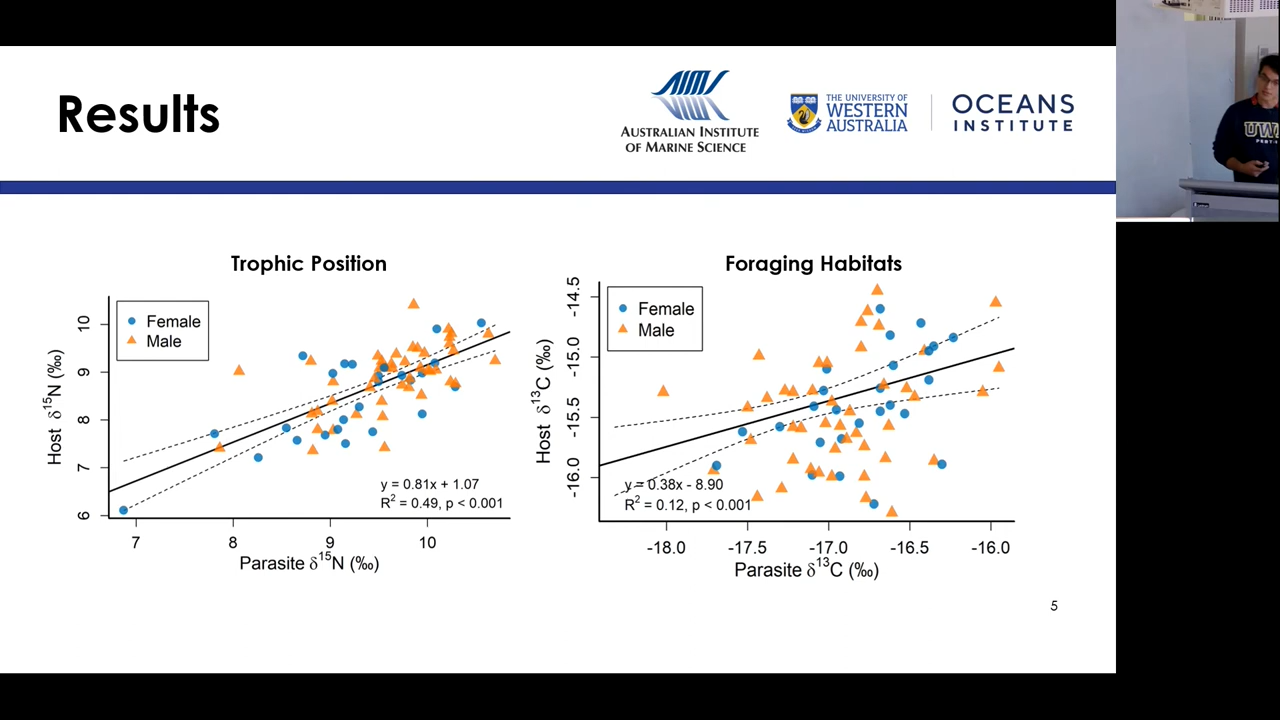 Results
AUSTRALIAN INSTITUTE
OF MARINE SCIENCE
THE UNIVERSITY OF
WESTERN
AUSTRALIA
OCEANS
INSTITUTE
Trophic Position
Female
Male
10
9
8
7
6
Host δ15N (‰)
y = 0.81x + 1.07
R2 = 0.49, p < 0.001
7 8 9 10
Parasite δ15N (‰)
Foraging Habitats
Female
Male
-14.5
-15.0
-15.5
-16.0
Host δ13C (‰)
y = 0.38x - 8.90
R2 = 0.12, p < 0.001
-18.0 -17.5 -17.0 -16.5 -16.0
Parasite δ13C (‰)
5